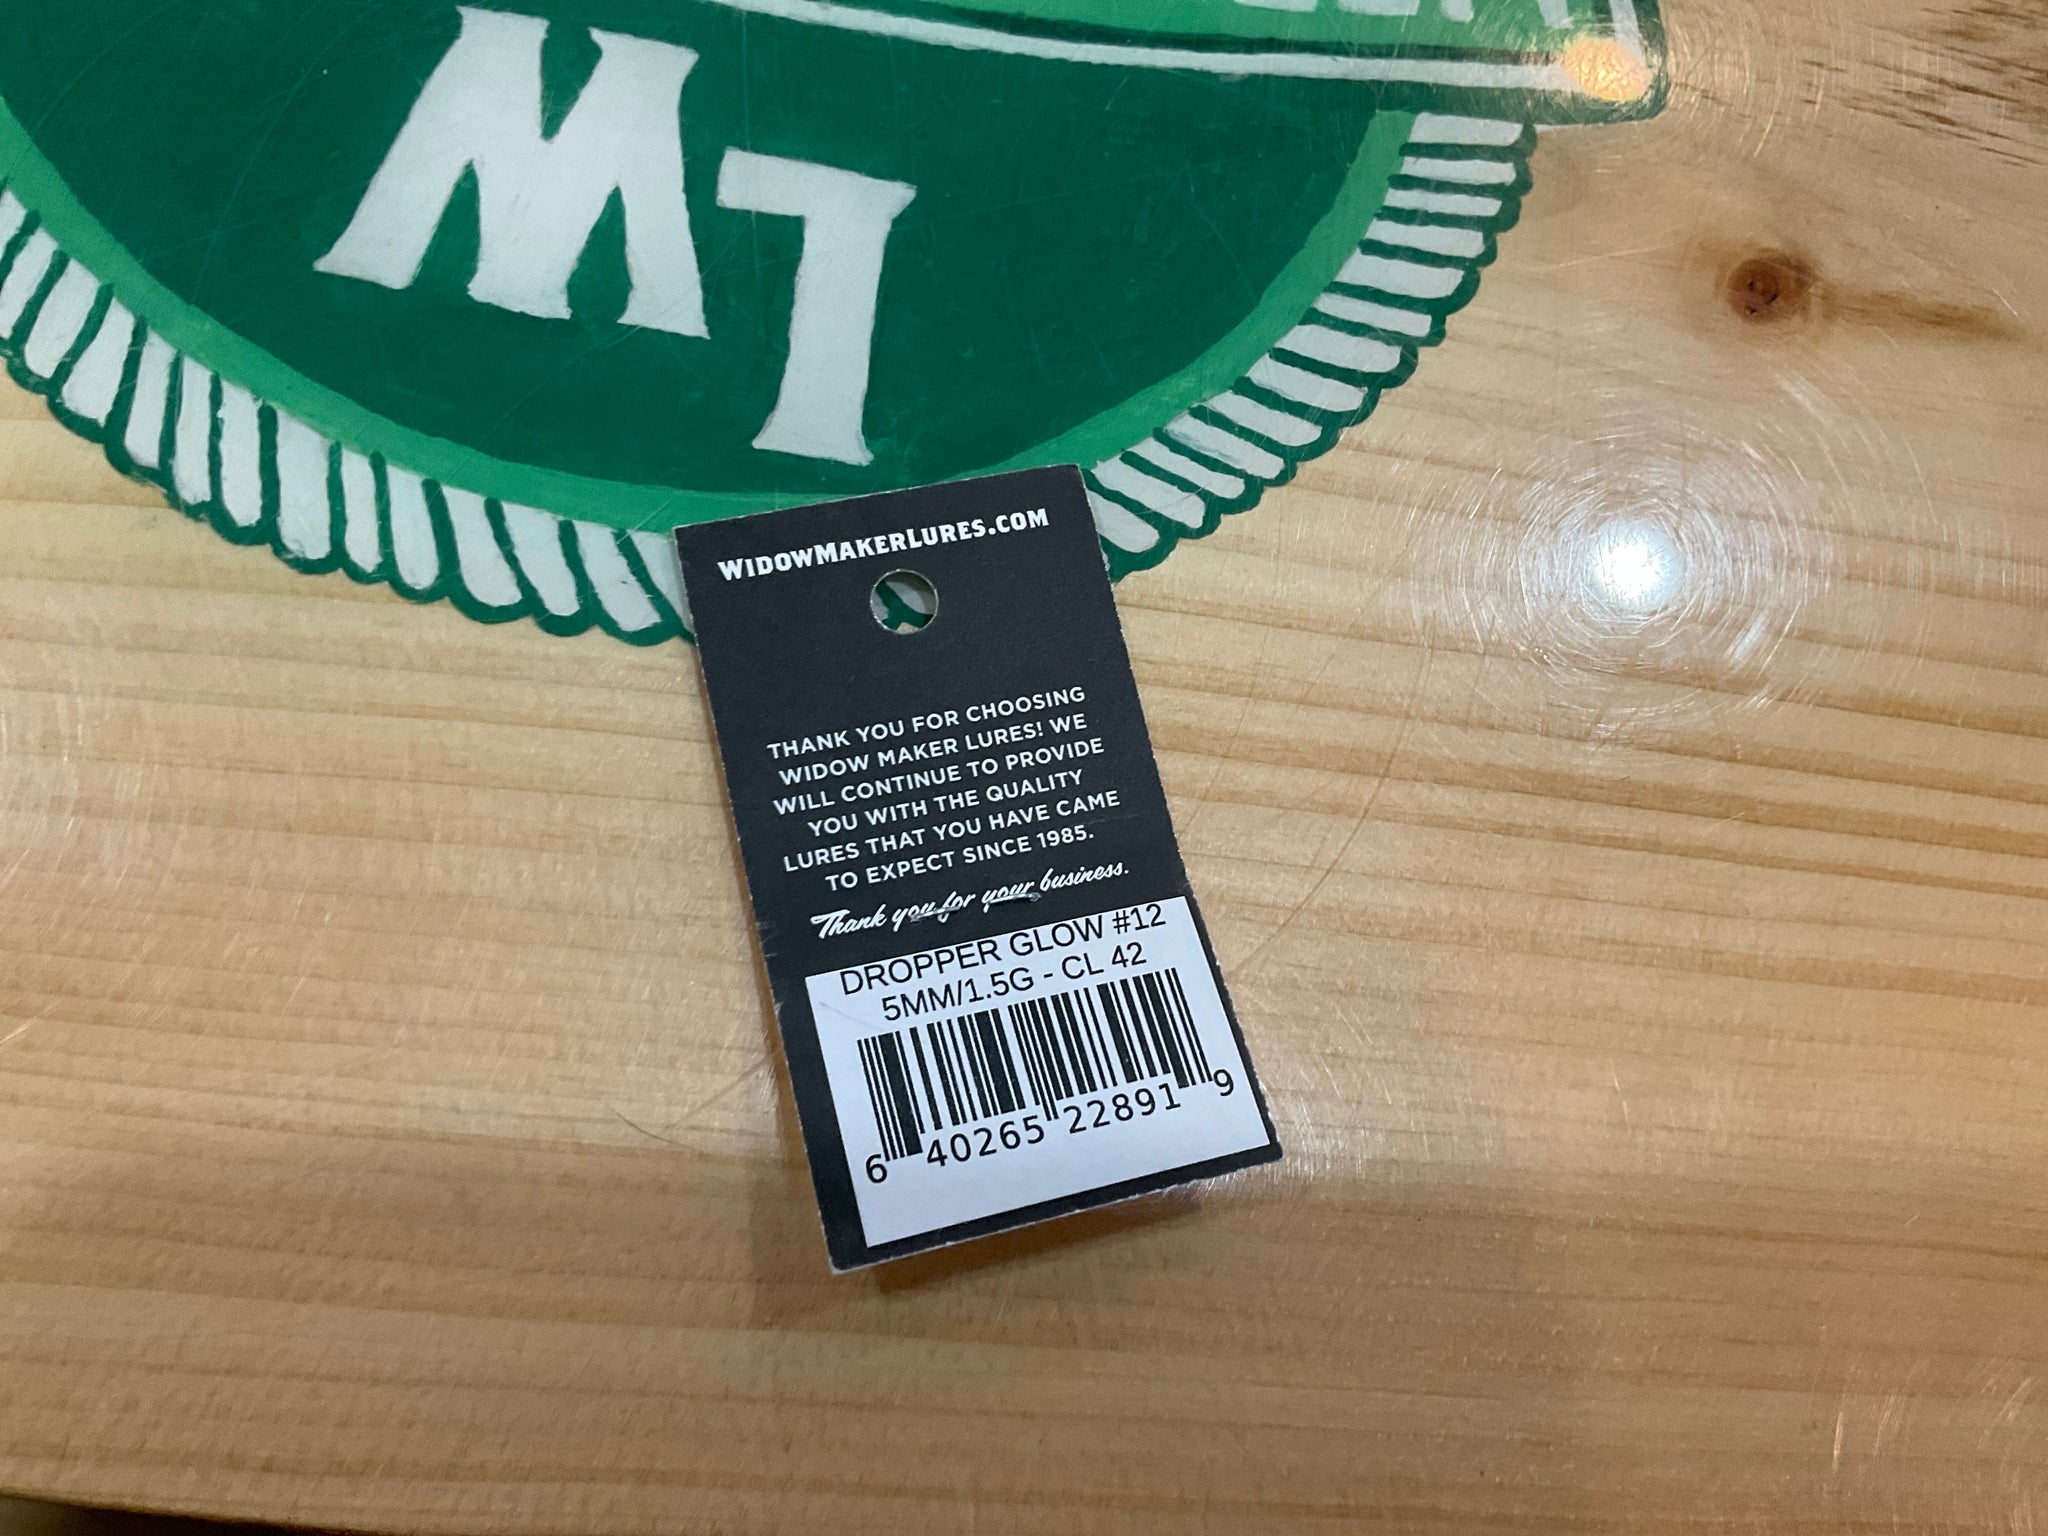 LW
WIDOWMAKERLURES.COM
THANK YOU FOR CHOOSING
WIDOW MAKER LURES! WE
WILL CONTINUE TO PROVIDE
YOU WITH THE QUALITY
LURES THAT YOU HAVE CAME
TO EXPECT SINCE 1985.
Thank you for your business.
DROPPER GLOW #12
5MM/1.5G - CL 42
6 40265 22891 9